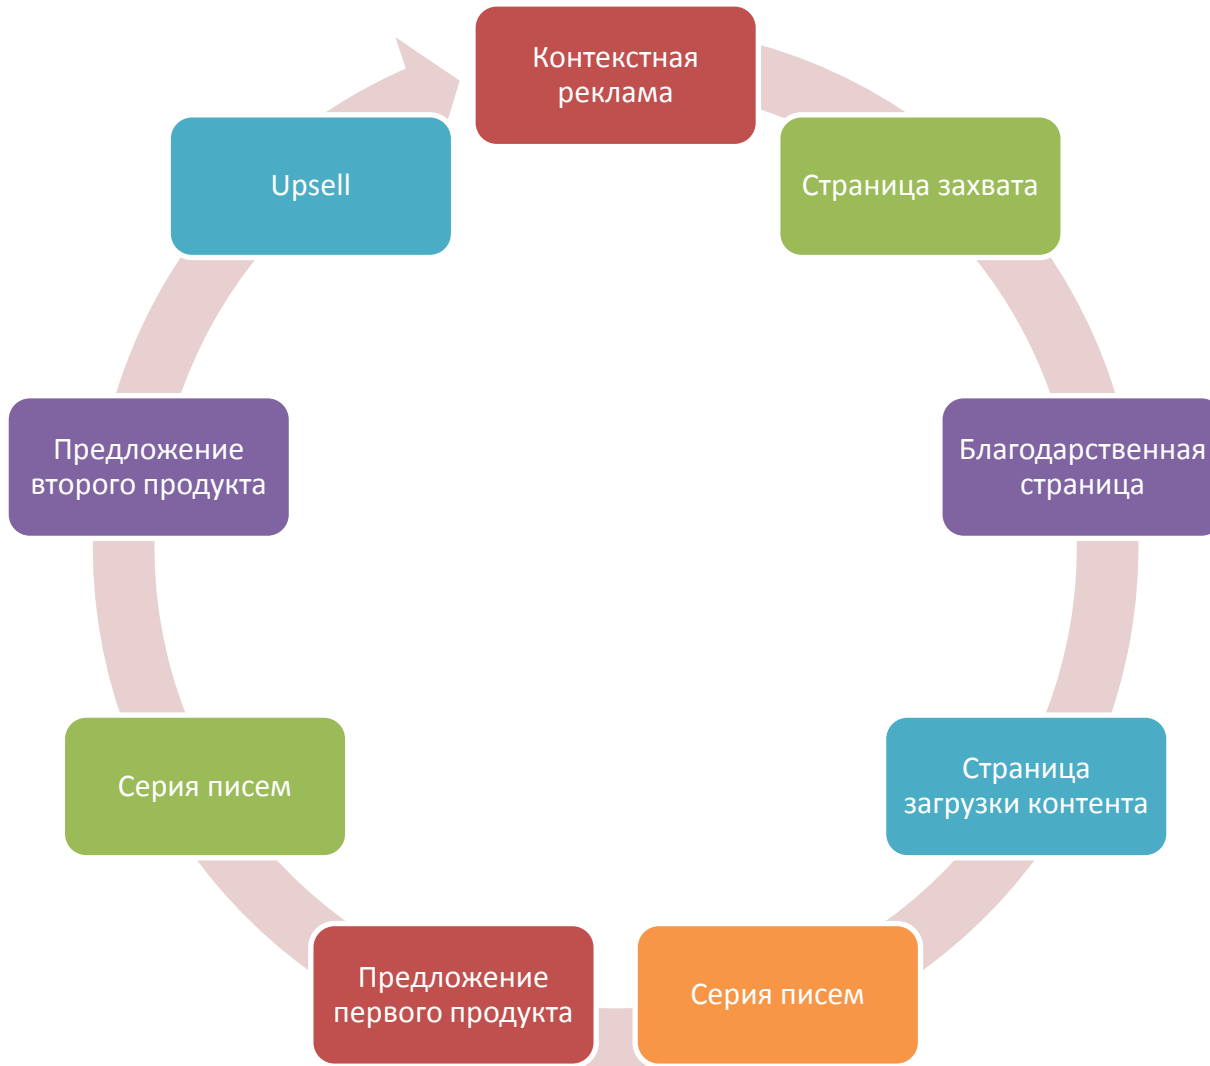 Контекстная
реклама
Страница захвата
Благодарственная
страница
Страница
загрузки контента
Серия писем
Предложение
первого продукта
Серия писем
Предложение
второго продукта
Upsell